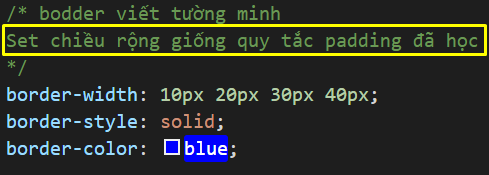 /* bodder viết tường minh
Set chiều rộng giống quy tắc padding đã học
*/
border-width: 10px 20px 30px 40px;
border-style: solid;
border-color: blue;